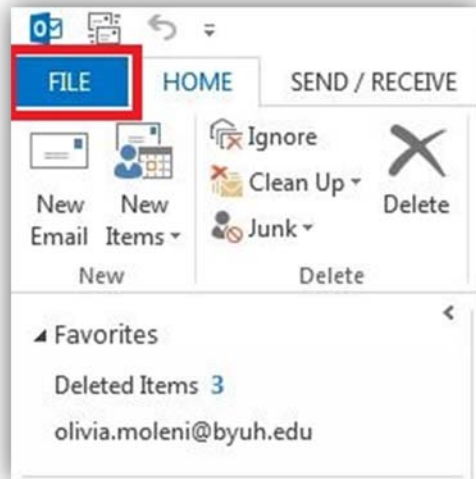 FILE HOME SEND / RECEIVE
New Email
New Items
Ignore
Clean Up
Junk
Delete
New
Delete
Favorites
Deleted Items 3
olivia.moleni@byuh.edu